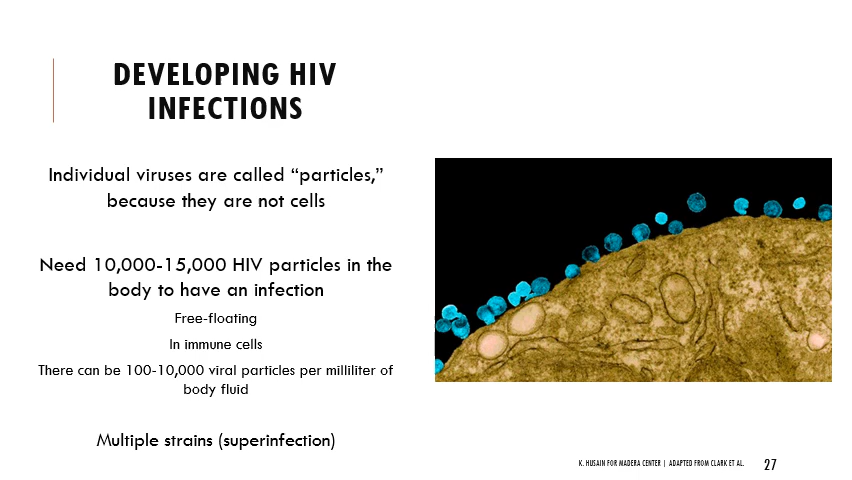 DEVELOPING HIV
INFECTIONS
Individual viruses are called “particles,”
because they are not cells
Need 10,000-15,000 HIV particles in the
body to have an infection
Free-floating
In immune cells
There can be 100-10,000 viral particles per milliliter of
body fluid
Multiple strains (superinfection)
K. HUSAIN FOR MADERA CENTER | ADAPTED FROM CLARK ET AL.
27